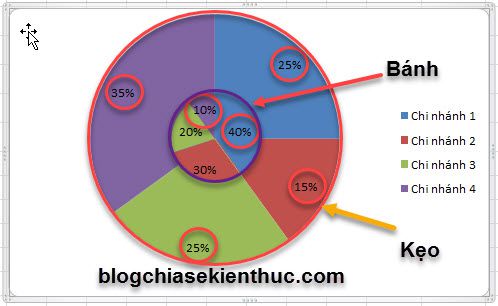 Bánh
25%
35%
10%
20%
40%
30%
15%
25%
Chi nhánh 1
Chi nhánh 2
Chi nhánh 3
Chi nhánh 4
Kẹo
blogchiasekienthuc.com